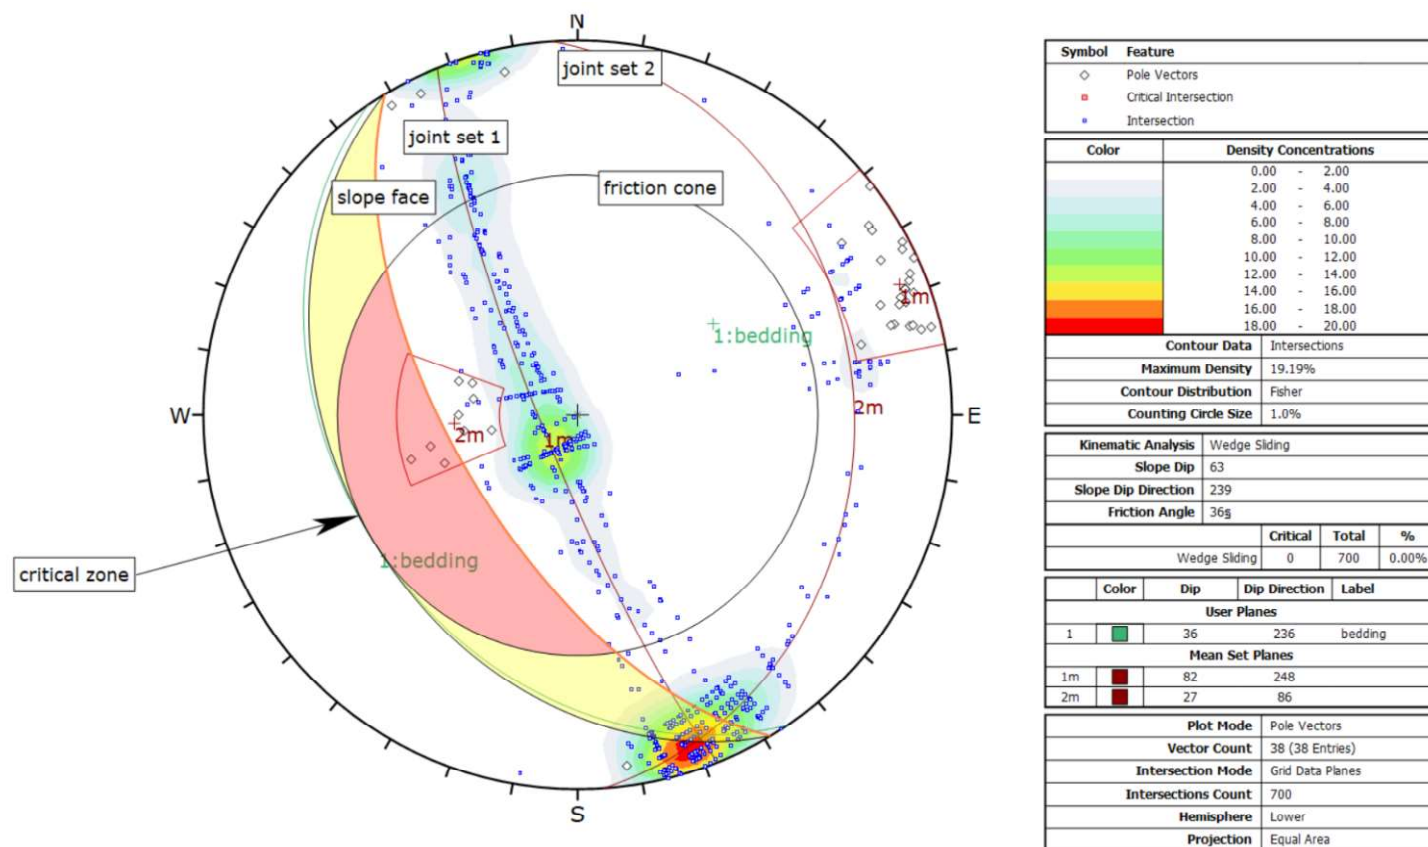 N
joint set 2
joint set 1
slope face
friction cone
1m
1:bedding
W
E
2m
2m
1m
1:bedding
critical zone
S
Symbol Feature
Pole Vectors
Critical Intersection
Intersection
Color Density Concentrations
0.00 - 2.00
2.00 - 4.00
4.00 - 6.00
6.00 - 8.00
8.00 - 10.00
10.00 - 12.00
12.00 - 14.00
14.00 - 16.00
16.00 - 18.00
18.00 - 20.00
Contour Data Intersections
Maximum Density 19.19%
Contour Distribution Fisher
Counting Circle Size 1.0%
Kinematic Analysis Wedge Sliding
Slope Dip 63
Slope Dip Direction 239
Friction Angle 36§
Critical Total %
Wedge Sliding 0 700 0.00%
Color Dip Dip Direction Label
User Planes
1 36 236 bedding
Mean Set Planes
1m 82 248
2m 27 86
Plot Mode Pole Vectors
Vector Count 38 (38 Entries)
Intersection Mode Grid Data Planes
Intersections Count 700
Hemisphere Lower
Projection Equal Area